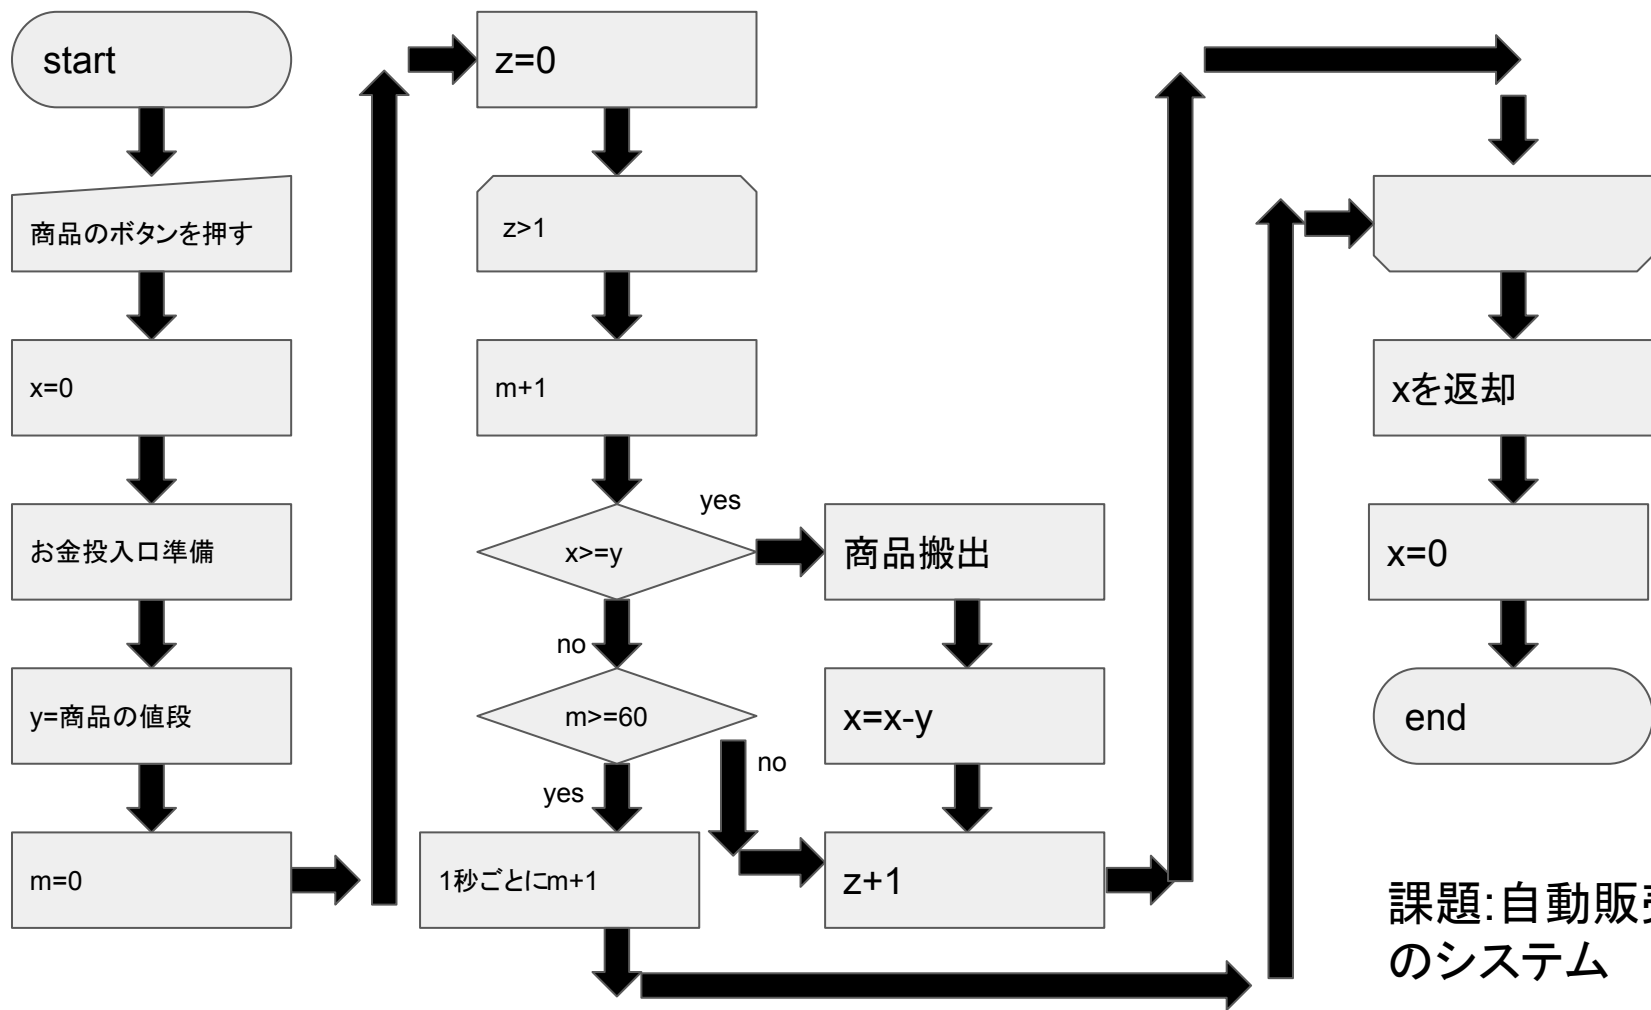 start
商品のボタンを押す
x=0
お金投入口準備
y=商品の値段
m=0
z=0
z>1
m+1
x>=y
yes
no
m>=60
yes
no
1秒ごとにm+1
商品搬出
x=x-y
z+1
xを返却
x=0
end
課題:自動販
のシステム